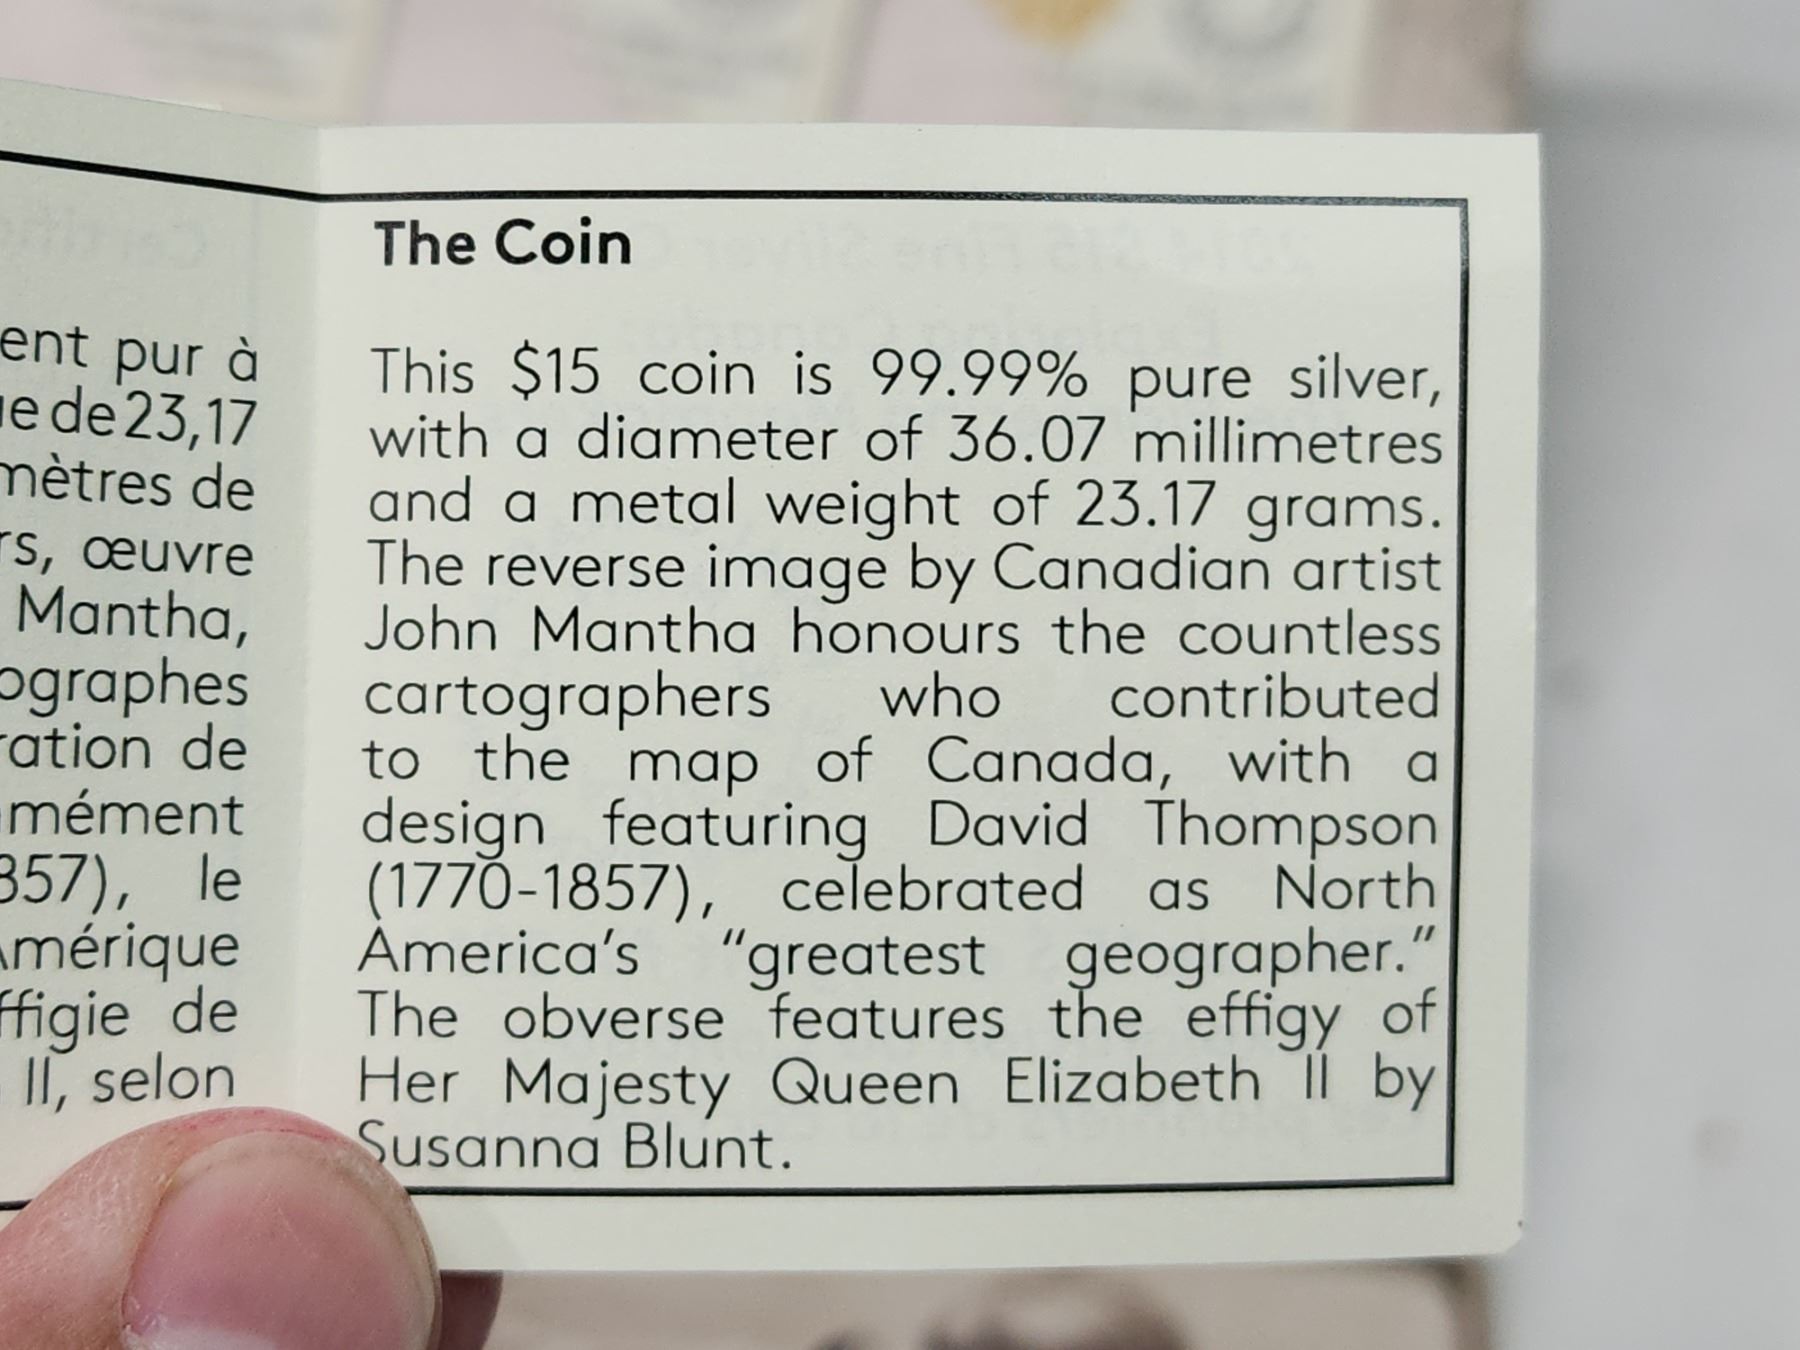 ent pur à
de 23,17
mètres de
rs, œuvre
Mantha,
ographes
ration de
mément
857), le
Amérique
ffigie de
II, selon
The Coin
This $15 coin is 99.99% pure silver,
with a diameter of 36.07 millimetres
and a metal weight of 23.17 grams.
The reverse image by Canadian artist
John Mantha honours the countless
cartographers who contributed
to the map of Canada, with a
design featuring David Thompson
(1770-1857), celebrated as North
America's “greatest geographer.”
The obverse features the effigy of
Her Majesty Queen Elizabeth II by
Susanna Blunt.